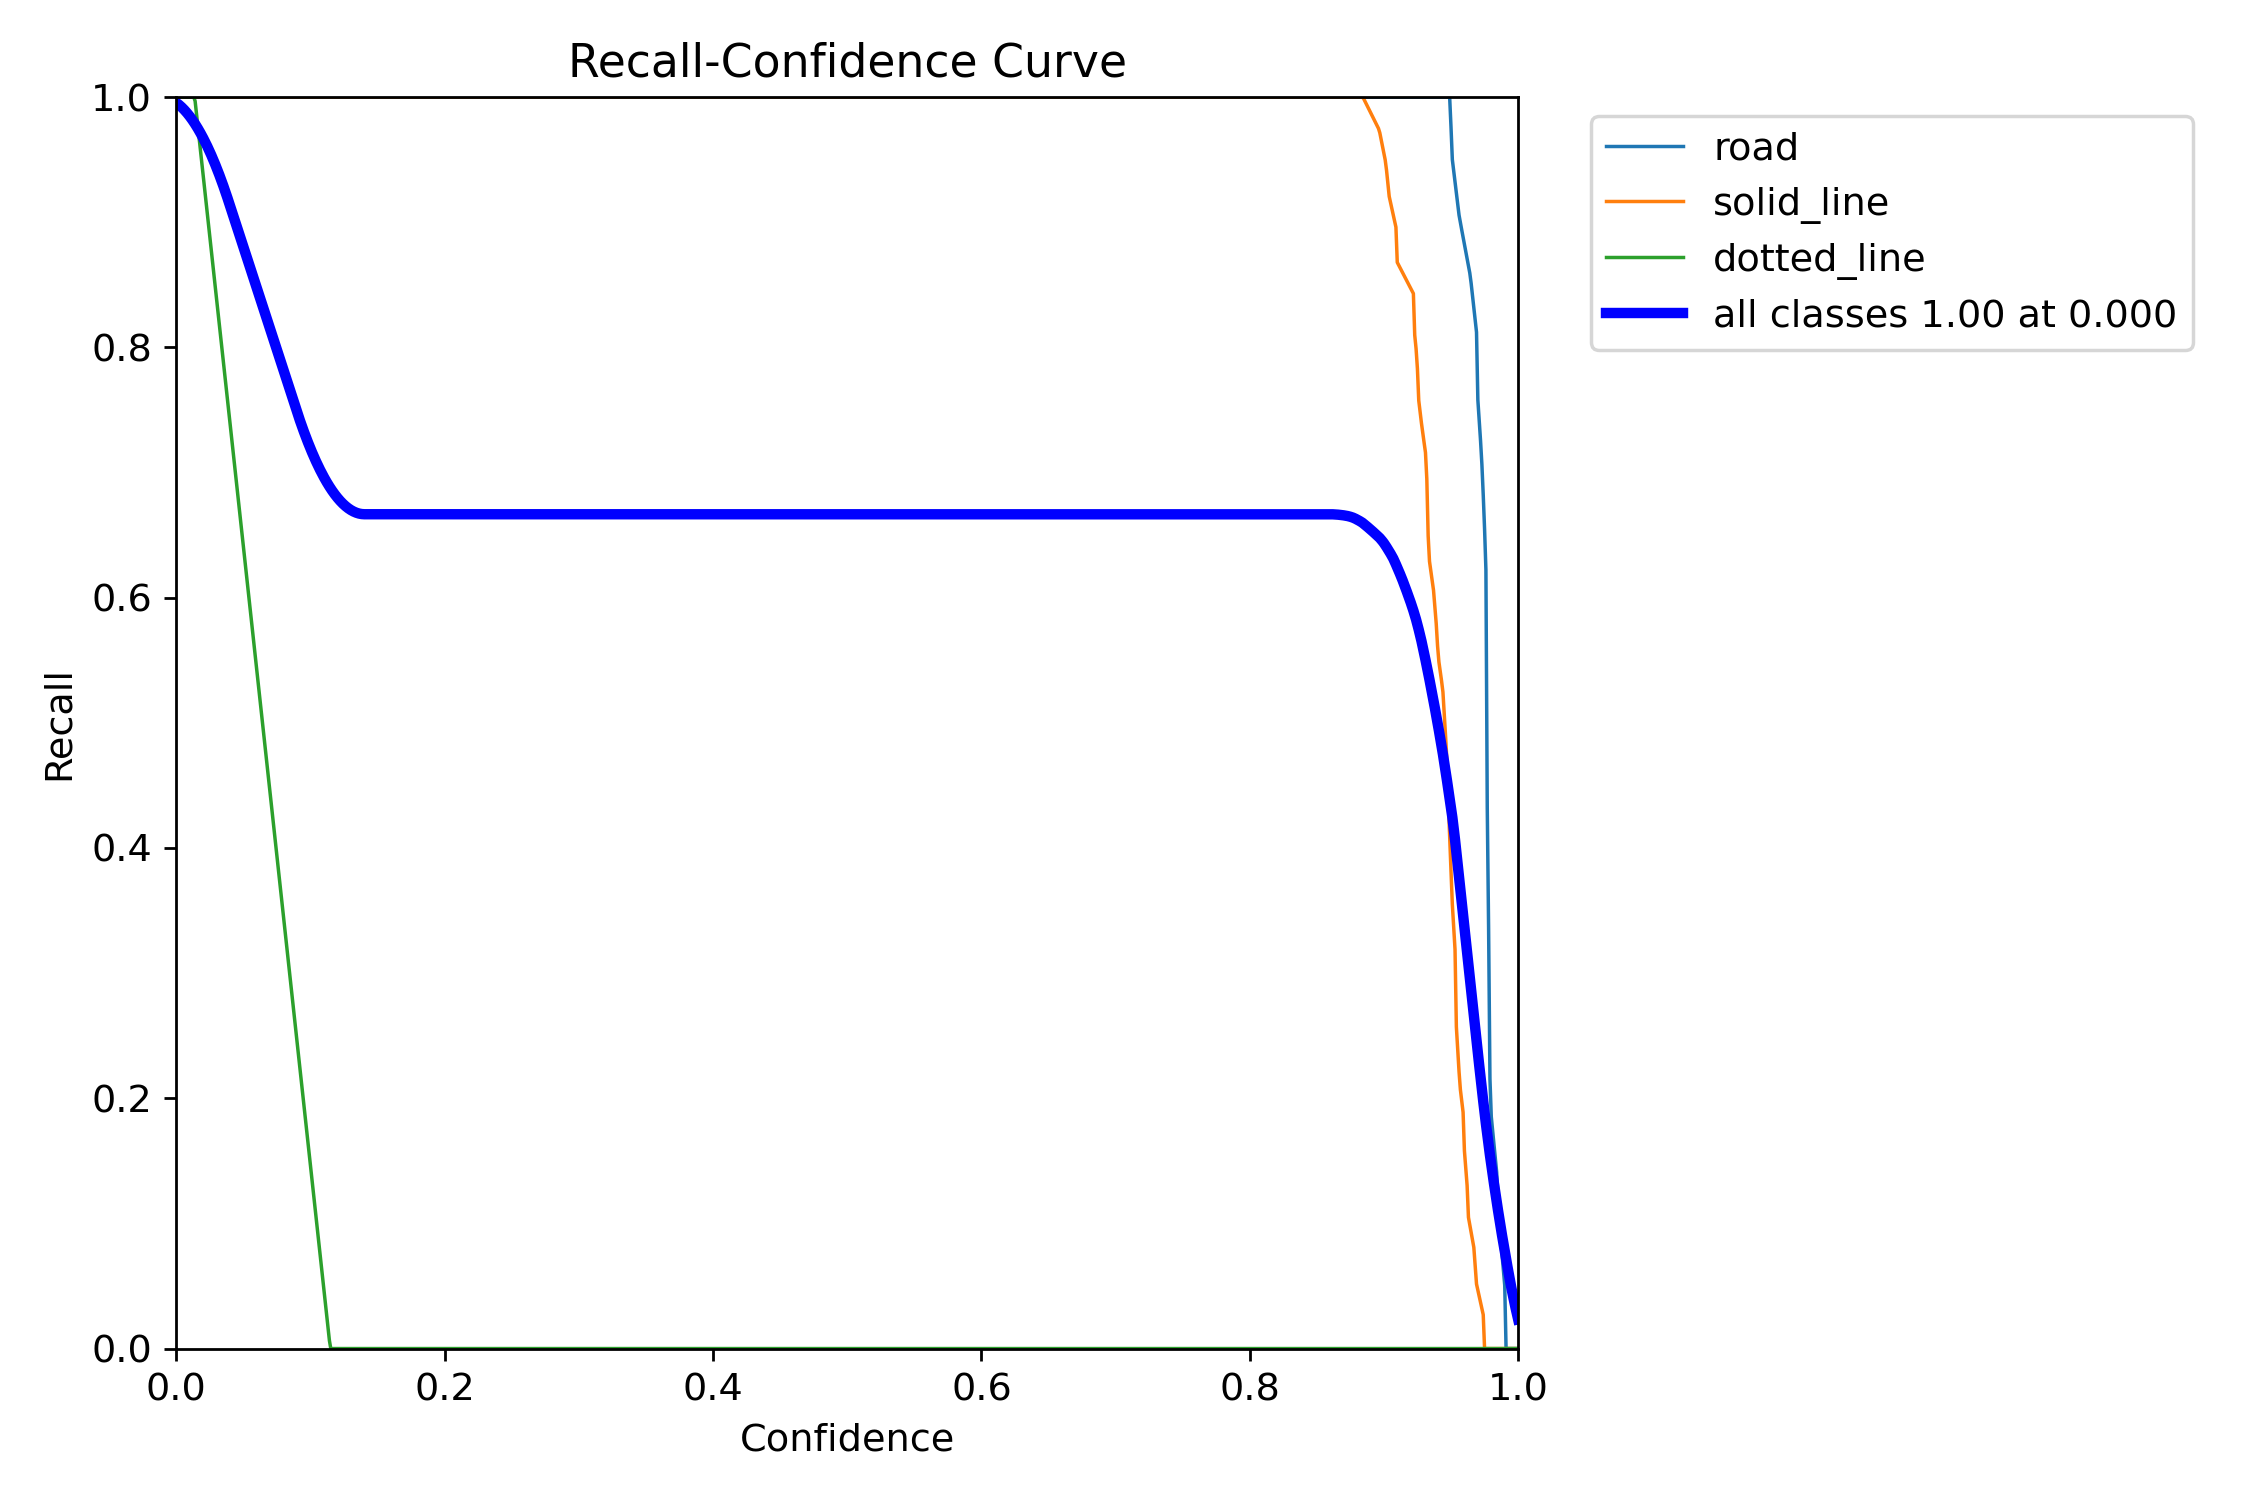 Recall-Confidence Curve
1.0
0.8
0.6
0.4
0.2
0.0
Recall
0.0 0.2 0.4 0.6 0.8 1.0
Confidence
road
solid_line
dotted_line
all classes 1.00 at 0.000